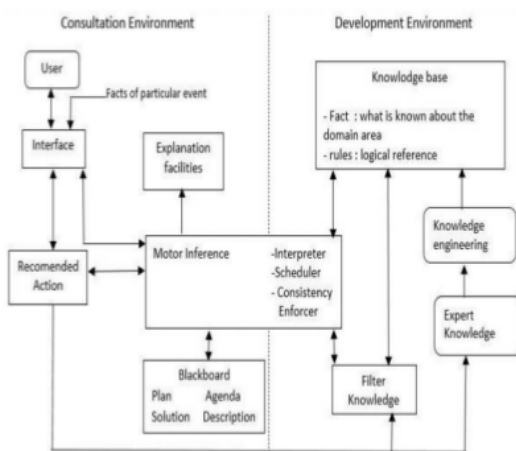 Consultation Environment
Development Environment
User
Facts of particular event
Interface
Explanation
facilities
Recomended
Action
Motor Inference
-Interpreter
-Scheduler
- Consistency
Enforcer
Blackboard
Plan Agenda
Solution Description
Knowlodge base
- Fact : what is known about the
domain area
- rules : logical reference
Knowledge
engineering
Expert
Knowledge
Filter
Knowledge